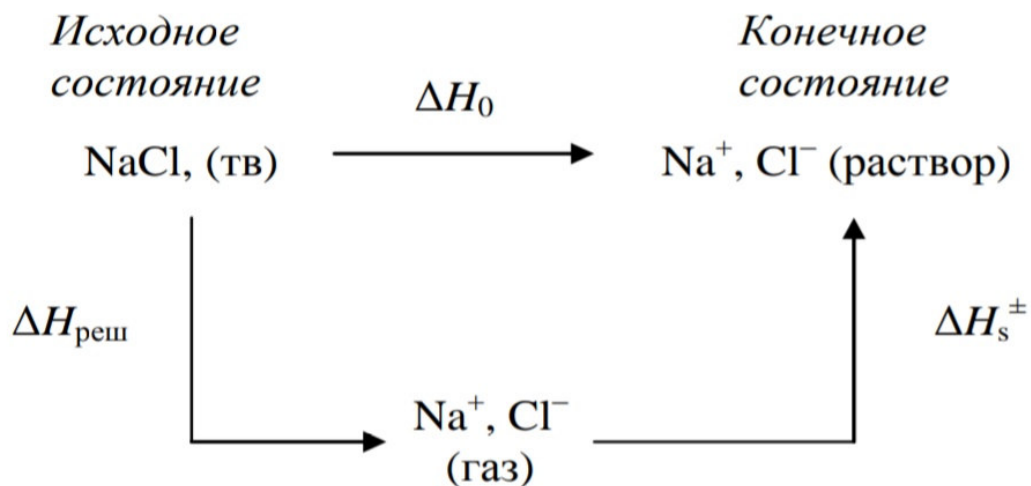 Исходное
состояние
Конечное
состояние
ΔH₀
NaCl, (тв)
Na⁺, Cl⁻ (раствор)
ΔHреш
ΔHₛ±
Na⁺, Cl⁻
(газ)